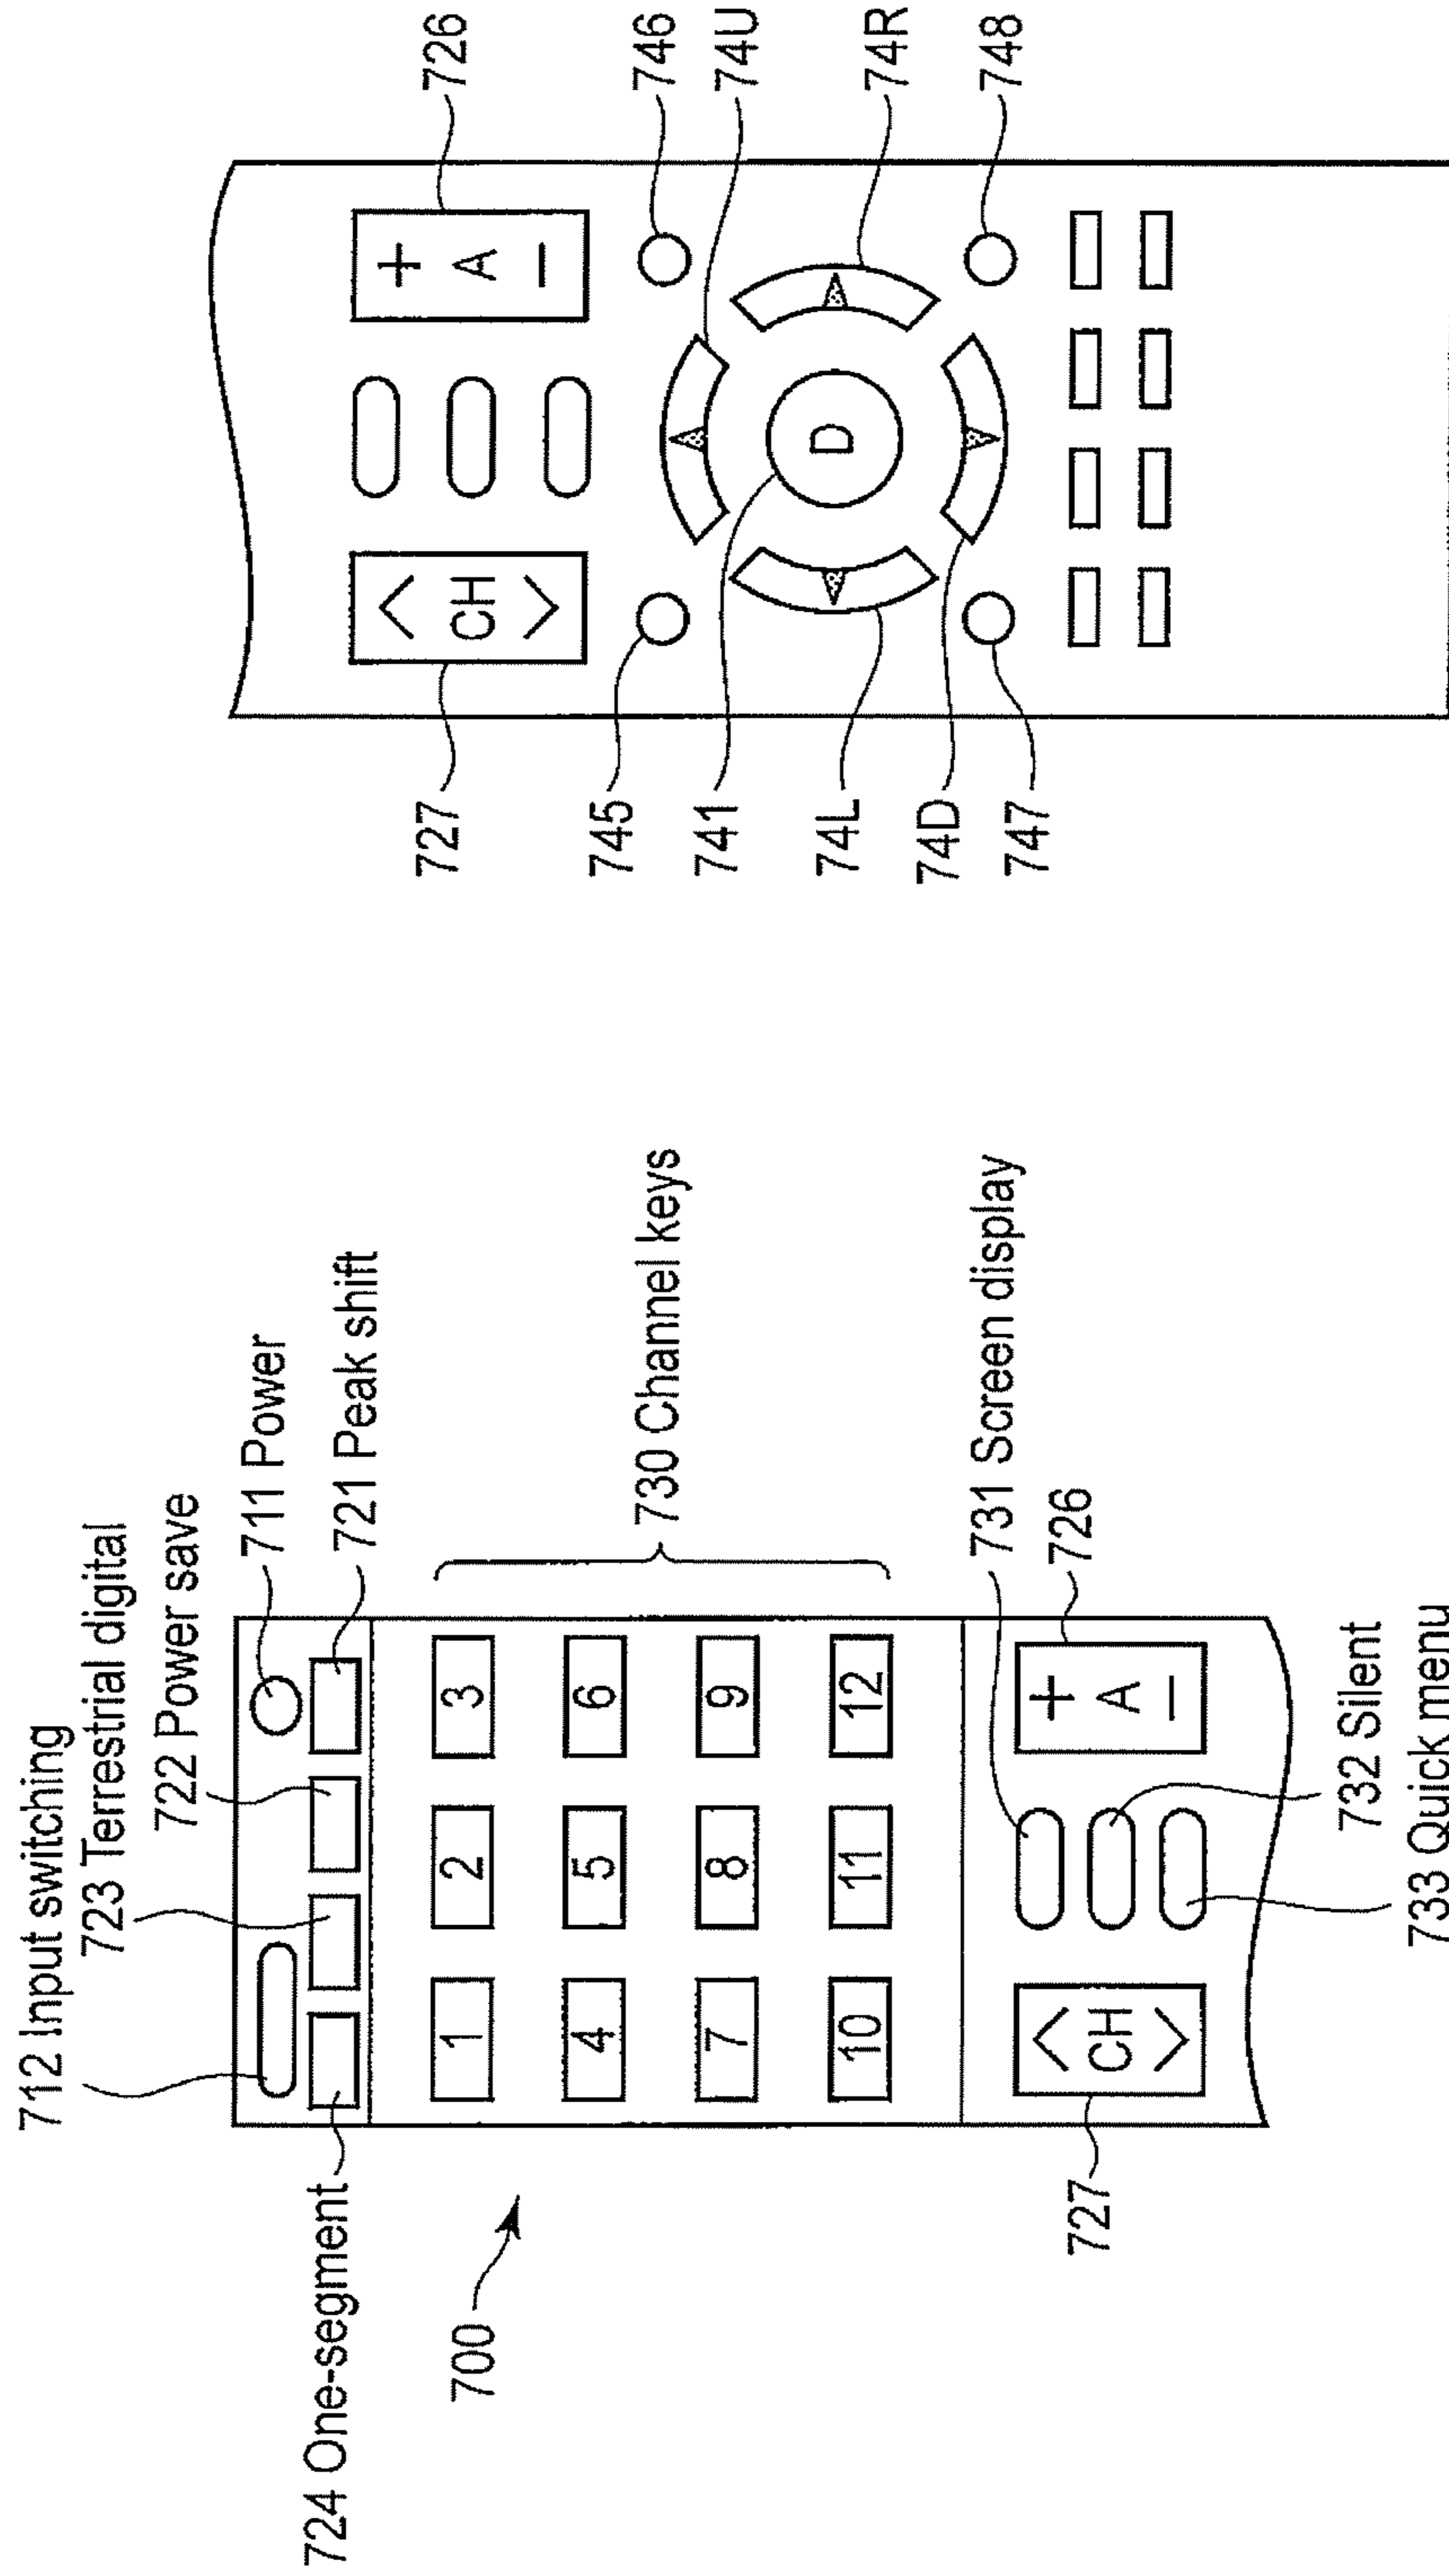 712 Input switching
723 Terrestrial digital
722 Power save
711 Power
724 One-segment
721 Peak shift
700
1 2 3
4 5 6
7 8 9
10 11 12
730 Channel keys
731 Screen display
727
CH
+
A
−
726
732 Silent
733 Quick menu
727
CH
+
A
−
726
745
746
741
74U
D
74L
74R
74D
747
748